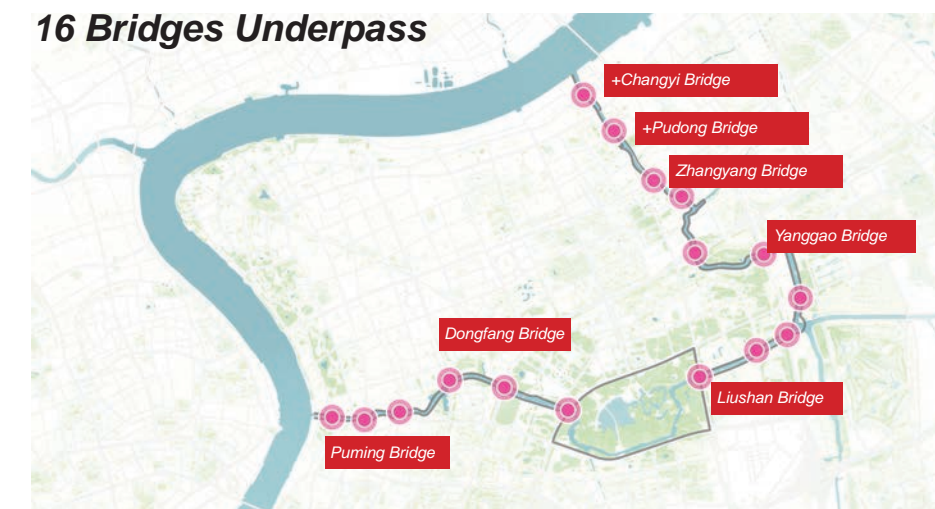 16 Bridges Underpass
+Changyi Bridge
+Pudong Bridge
Zhangyang Bridge
Yanggao Bridge
Dongfang Bridge
Liushan Bridge
Puming Bridge